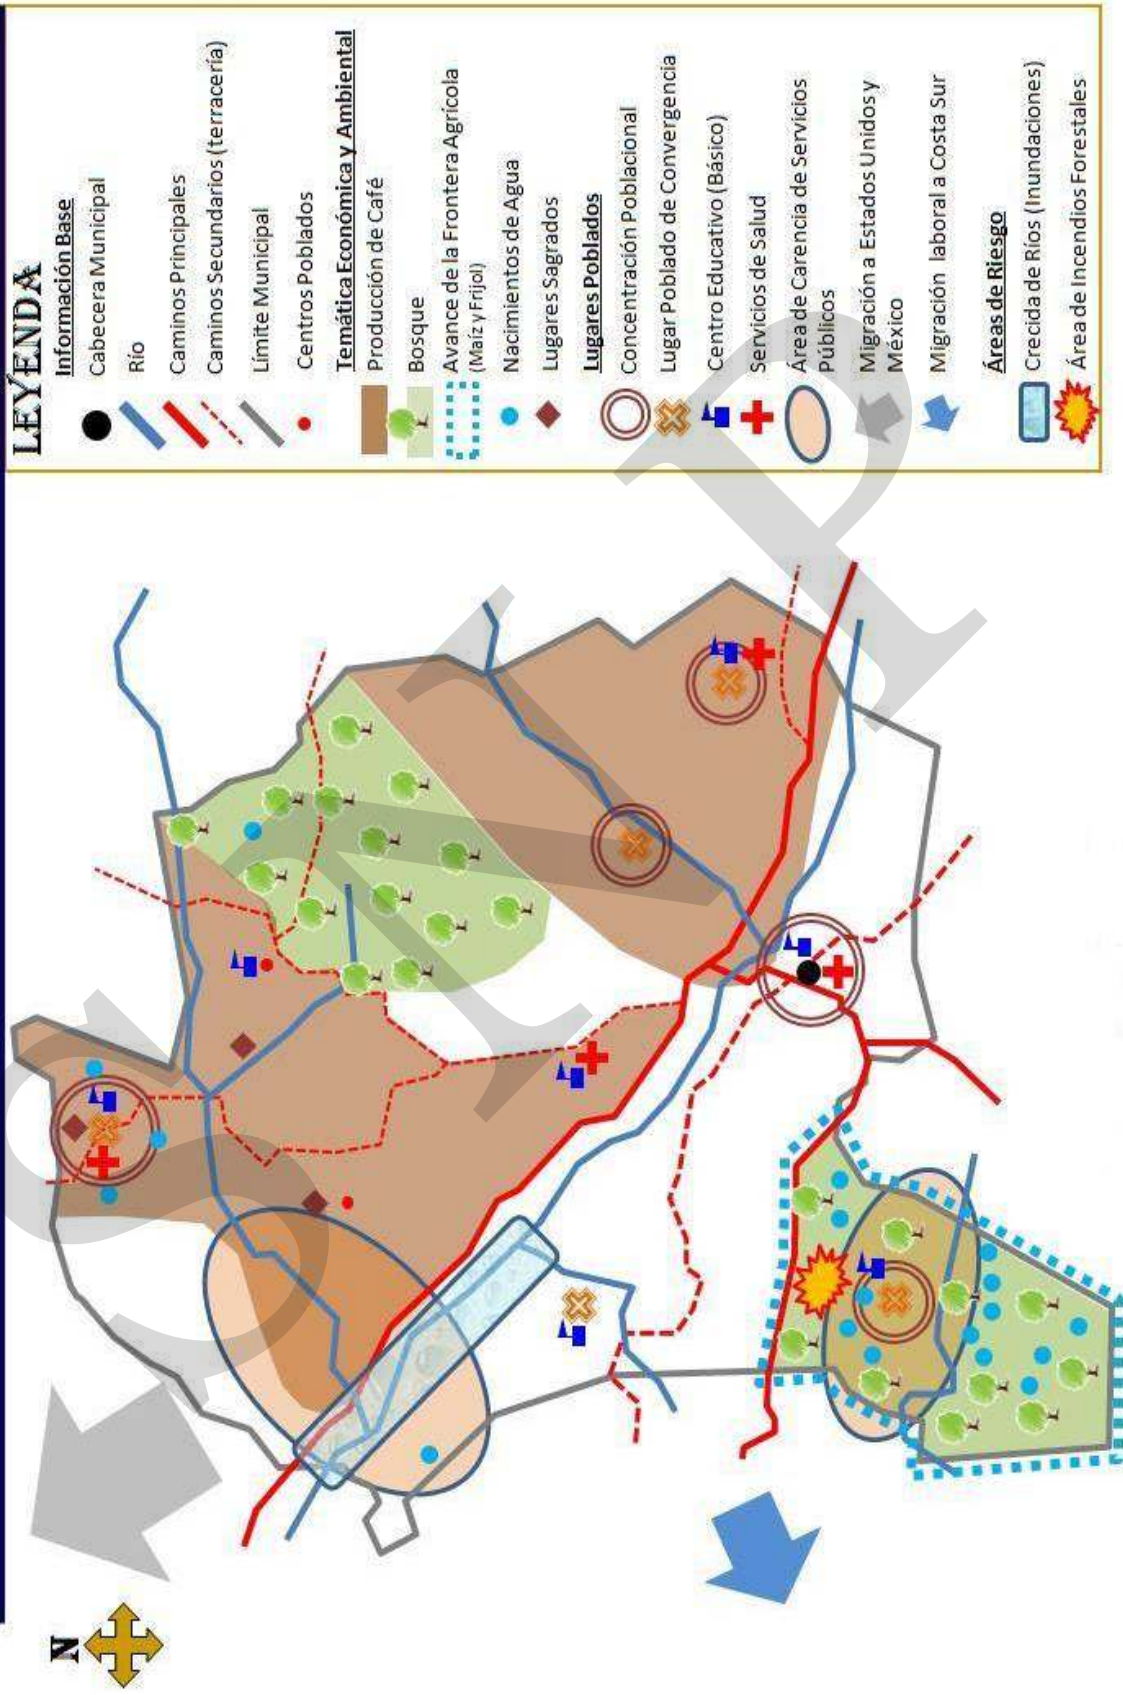 LEYENDA
Información Base
Cabecera Municipal
Río
Caminos Principales
Caminos Secundarios (terracería)
Límite Municipal
Centros Poblados
Temática Económica y Ambiental
Producción de Café
Bosque
Avance de la Frontera Agrícola
(Maíz y Frijol)
Nacimientos de Agua
Lugares Sagrados
Lugares Poblados
Concentración Poblacional
Lugar Poblado de Convergencia
Centro Educativo (Básico)
Servicios de Salud
Área de Carencia de Servicios
Públicos
Migración a Estados Unidos y
México
Migración laboral a Costa Sur
Áreas de Riesgo
Crecida de Ríos (Inundaciones)
Área de Incendios Forestales
N
SNIP